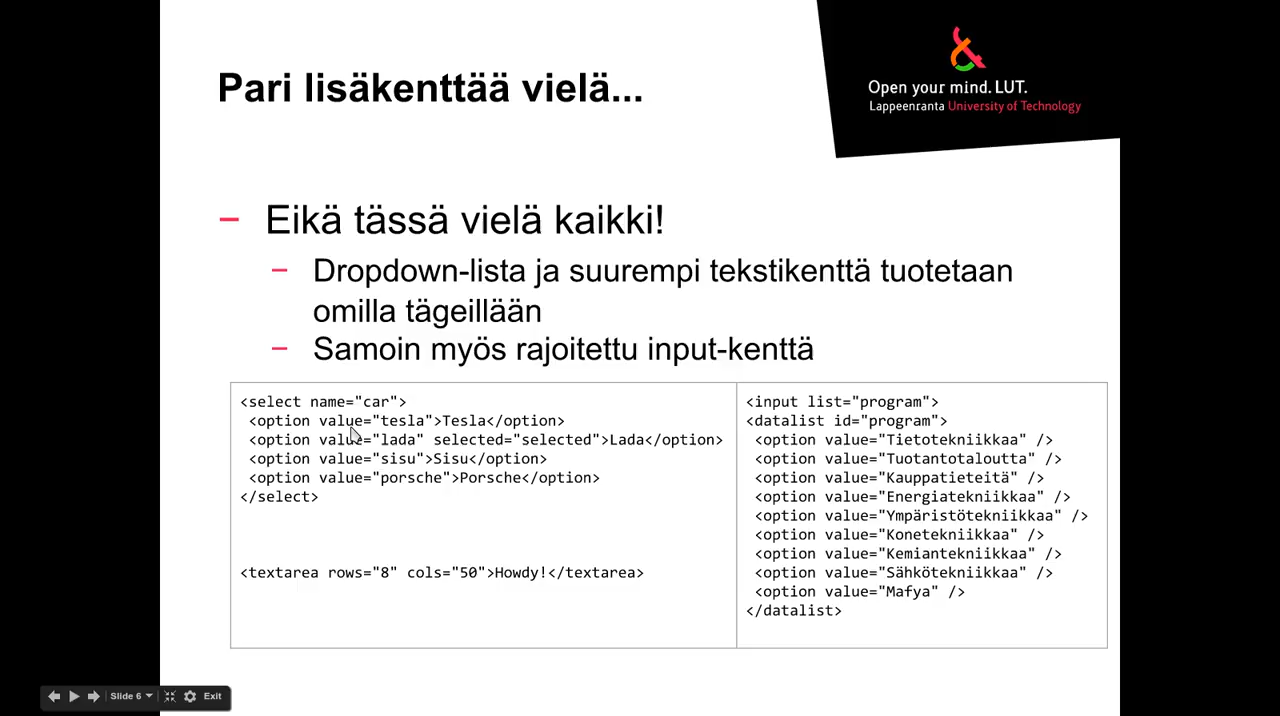 Pari lisäkenttää vielä...
Open your mind. LUT.
Lappeenranta University of Technology
– Eikä tässä vielä kaikki!
– Dropdown-lista ja suurempi tekstikenttä tuotetaan
omilla tägeillään
– Samoin myös rajoitettu input-kenttä
<select name="car">
<option value="tesla">Tesla</option>
<option value="lada" selected="selected">Lada</option>
<option value="sisu">Sisu</option>
<option value="porsche">Porsche</option>
</select>
<textarea rows="8" cols="50">Howdy!</textarea>
<input list="program">
<datalist id="program">
<option value="Tietotekniikkaa" />
<option value="Tuotantotaloutta" />
<option value="Kauppatieteitä" />
<option value="Energiatekniikkaa" />
<option value="Ympäristötekniikkaa" />
<option value="Konetekniikkaa" />
<option value="Kemiantekniikkaa" />
<option value="Sähkötekniikkaa" />
<option value="Mafya" />
</datalist>
Slide 6
Exit